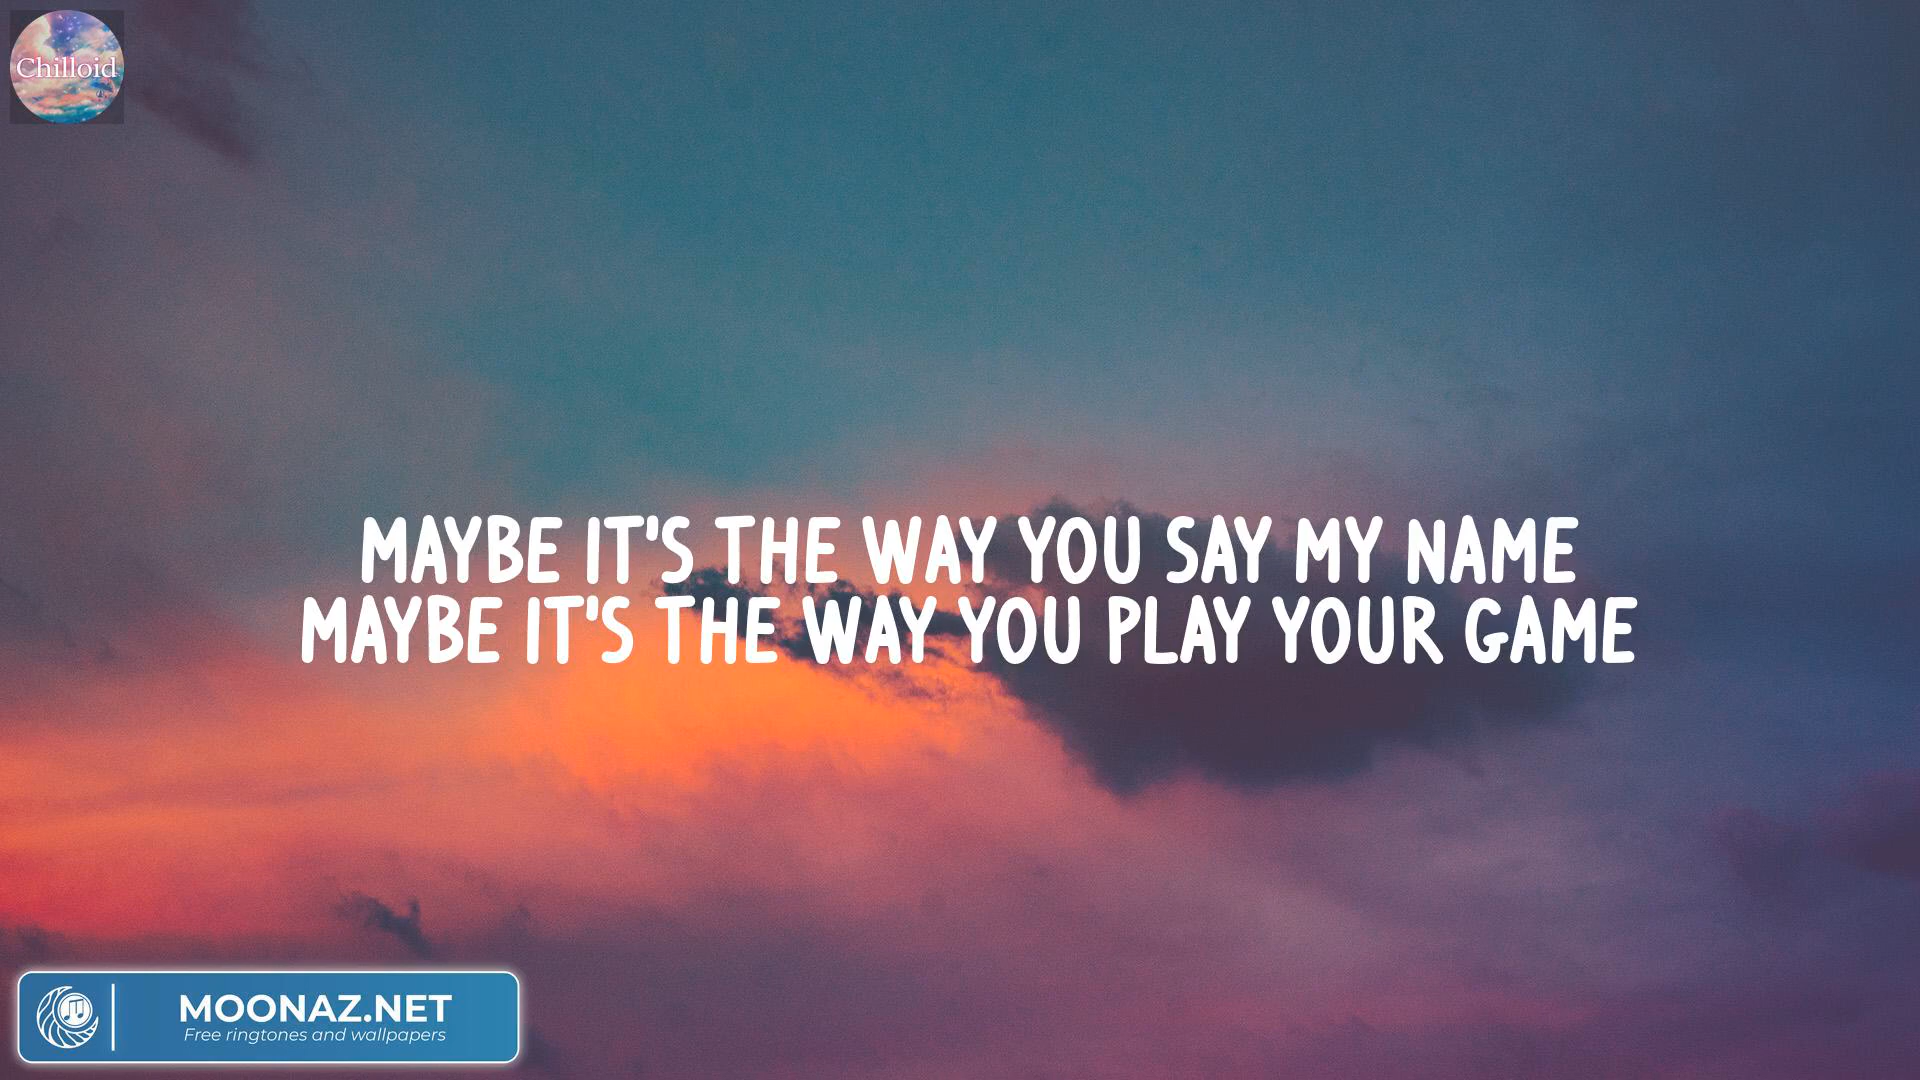 Chilloid
MAYBE IT'S THE WAY YOU SAY MY NAME
MAYBE IT'S THE WAY YOU PLAY YOUR GAME
MOONAZ.NET
Free ringtones and wallpapers